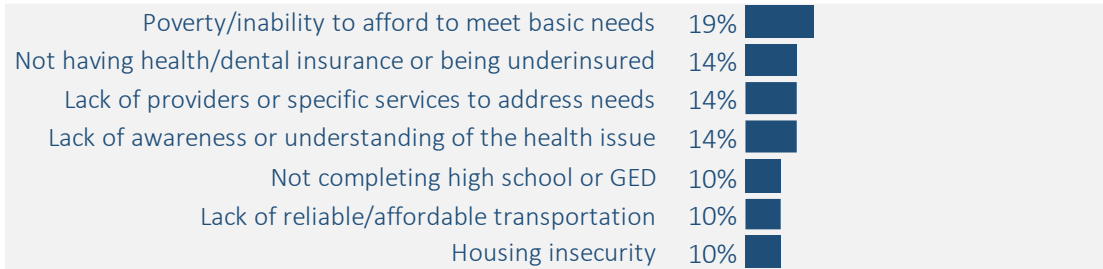 Poverty/inability to afford to meet basic needs 19%
Not having health/dental insurance or being underinsured 14%
Lack of providers or specific services to address needs 14%
Lack of awareness or understanding of the health issue 14%
Not completing high school or GED 10%
Lack of reliable/affordable transportation 10%
Housing insecurity 10%